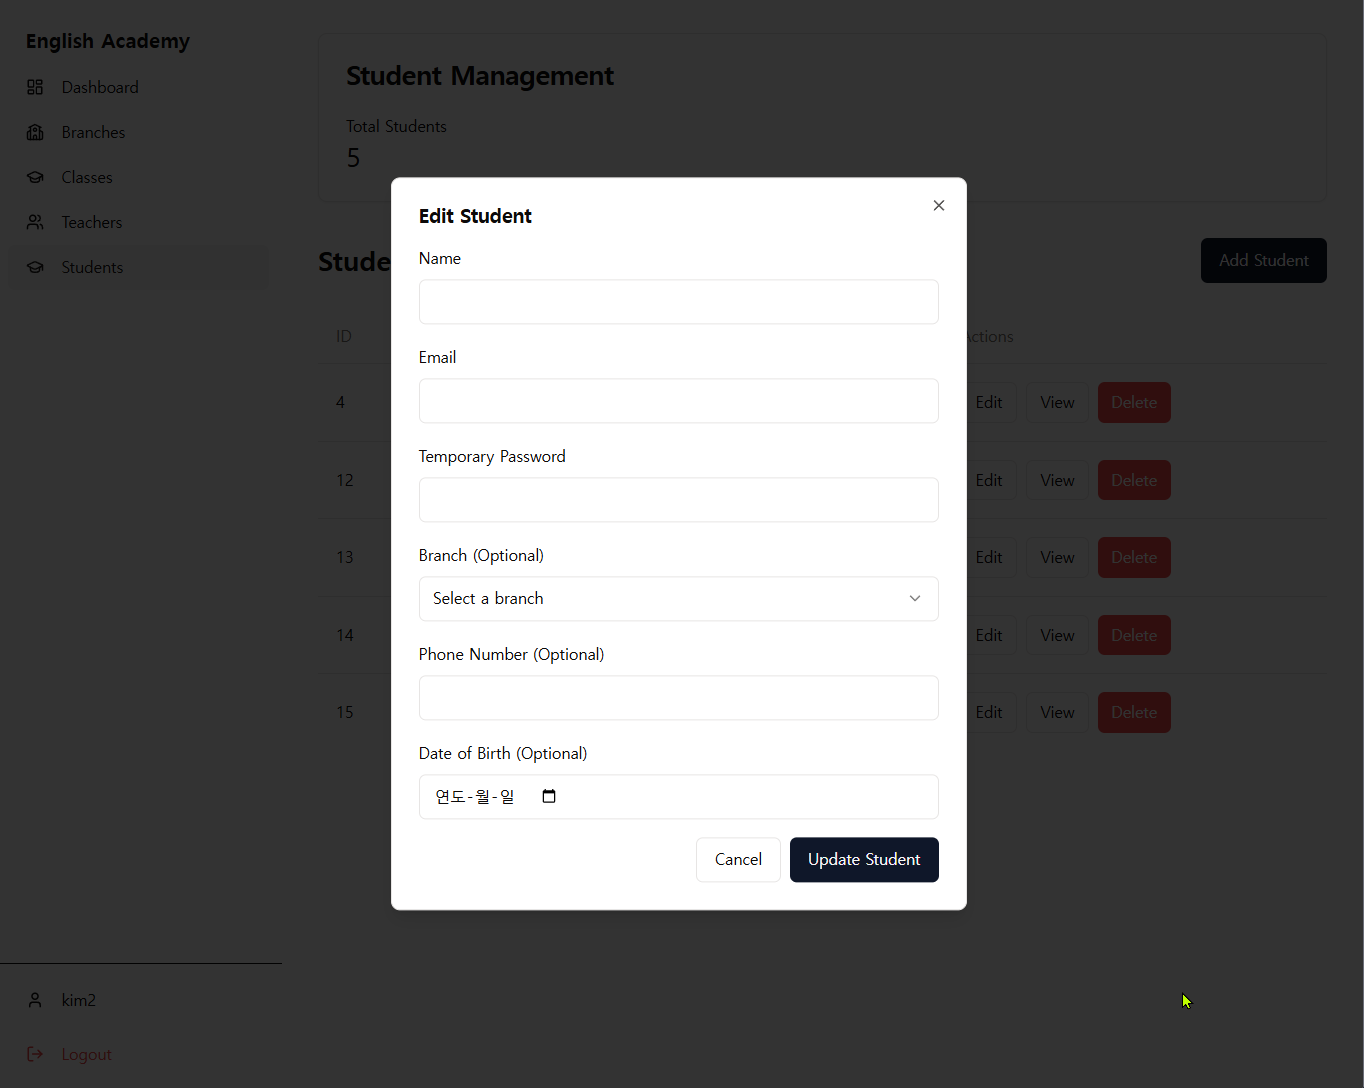 English Academy
Dashboard
Branches
Classes
Teachers
Students
kim2
Logout
Student Management
Total Students
5
Stude
Add Student
ID
Actions
4
Edit View Delete
12
Edit View Delete
13
Edit View Delete
14
Edit View Delete
15
Edit View Delete
Edit Student
Name
Email
Temporary Password
Branch (Optional)
Select a branch
Phone Number (Optional)
Date of Birth (Optional)
연도-월-일
Cancel
Update Student